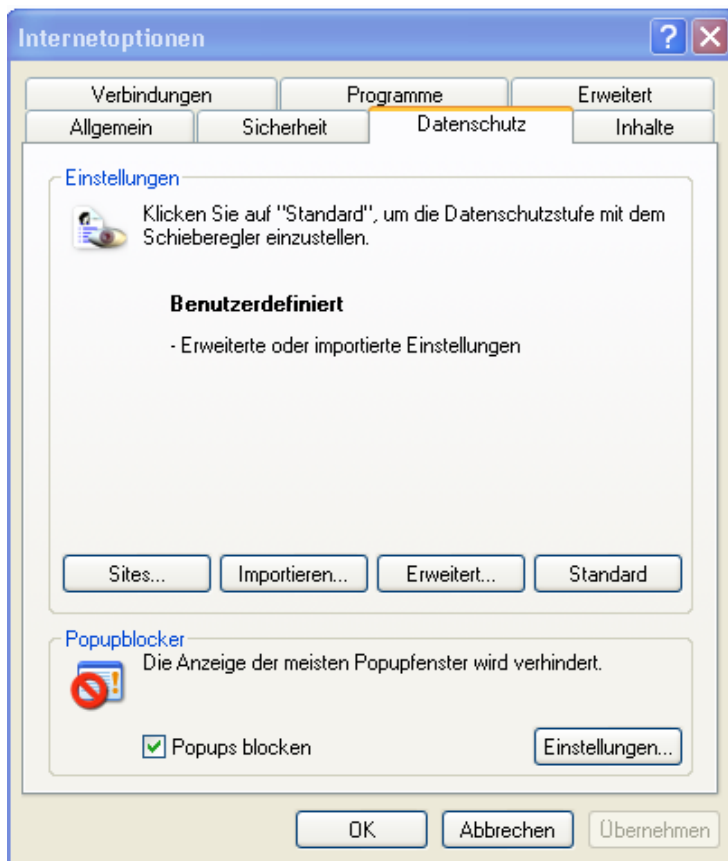 Internetoptionen
?
Verbindungen Programme Erweitert
Allgemein Sicherheit Datenschutz Inhalte
Einstellungen
Klicken Sie auf "Standard", um die Datenschutzstufe mit dem
Schieberegler einzustellen.
Benutzerdefiniert
- Erweiterte oder importierte Einstellungen
Sites... Importieren... Erweitert... Standard
Popupblocker
Die Anzeige der meisten Popupfenster wird verhindert.
Popups blocken Einstellungen...
OK Abbrechen Übernehmen